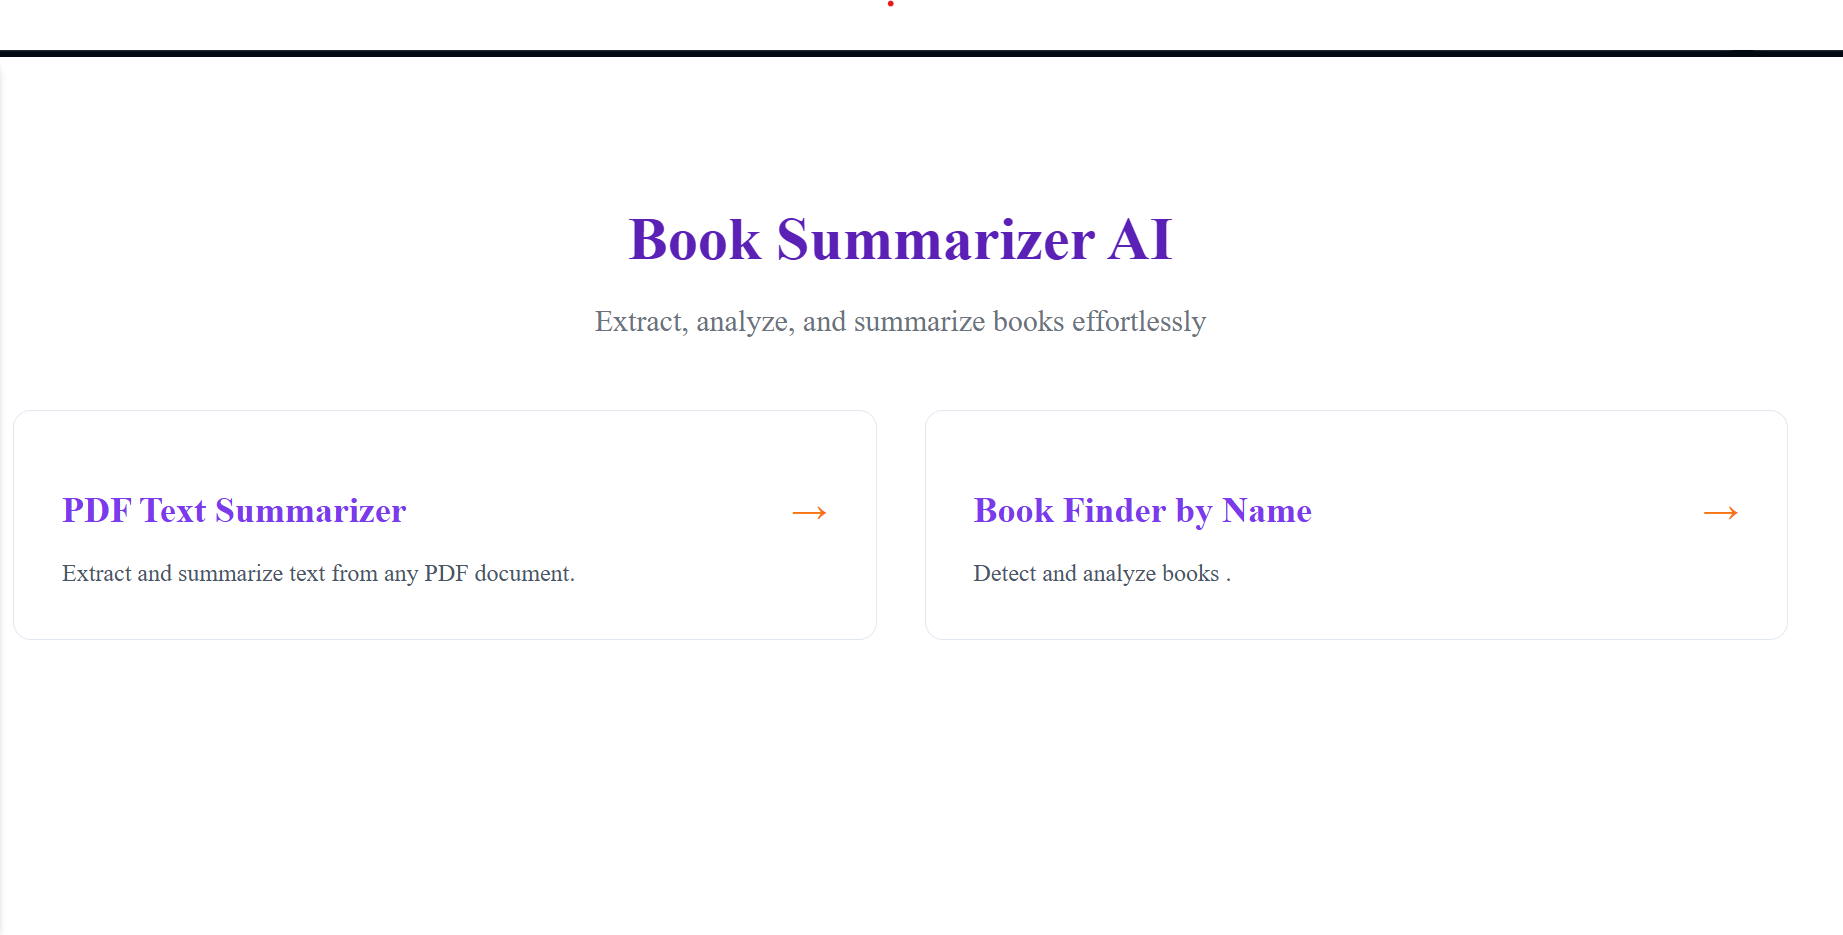 Book Summarizer AI
Extract, analyze, and summarize books effortlessly
PDF Text Summarizer →
Extract and summarize text from any PDF document.
Book Finder by Name →
Detect and analyze books .